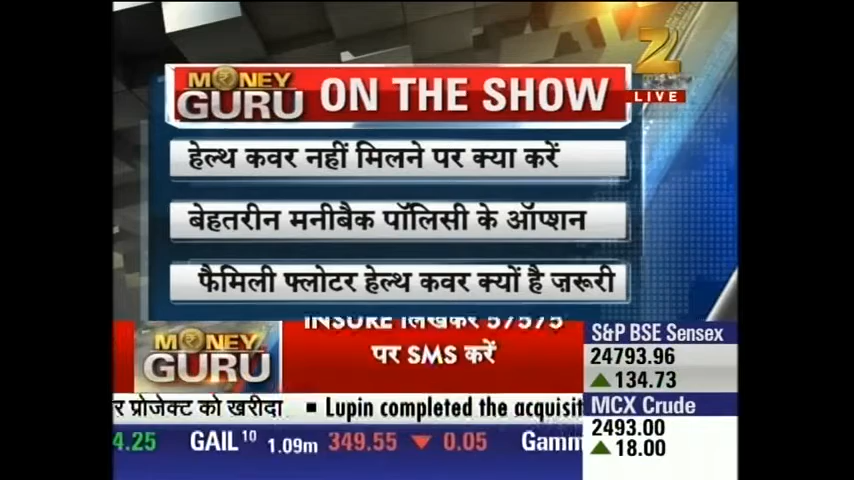 MONEY GURU ON THE SHOW
Z
LIVE
हेल्थ कवर नहीं मिलने पर क्या करें
बेहतरीन मनीबैक पॉलिसी के ऑप्शन
फैमिली फ्लोटर हेल्थ कवर क्यों है ज़रूरी
MONEY GURU
INSURE लिखकर 57575
पर SMS करें
S&P BSE Sensex
24793.96
▲ 134.73
र प्रोजेक्ट को खरीदा ▪ Lupin completed the acquisit
MCX Crude
2493.00
▲ 18.00
4.25 GAIL 10 1.09m 349.55 ▼ 0.05 Gamm